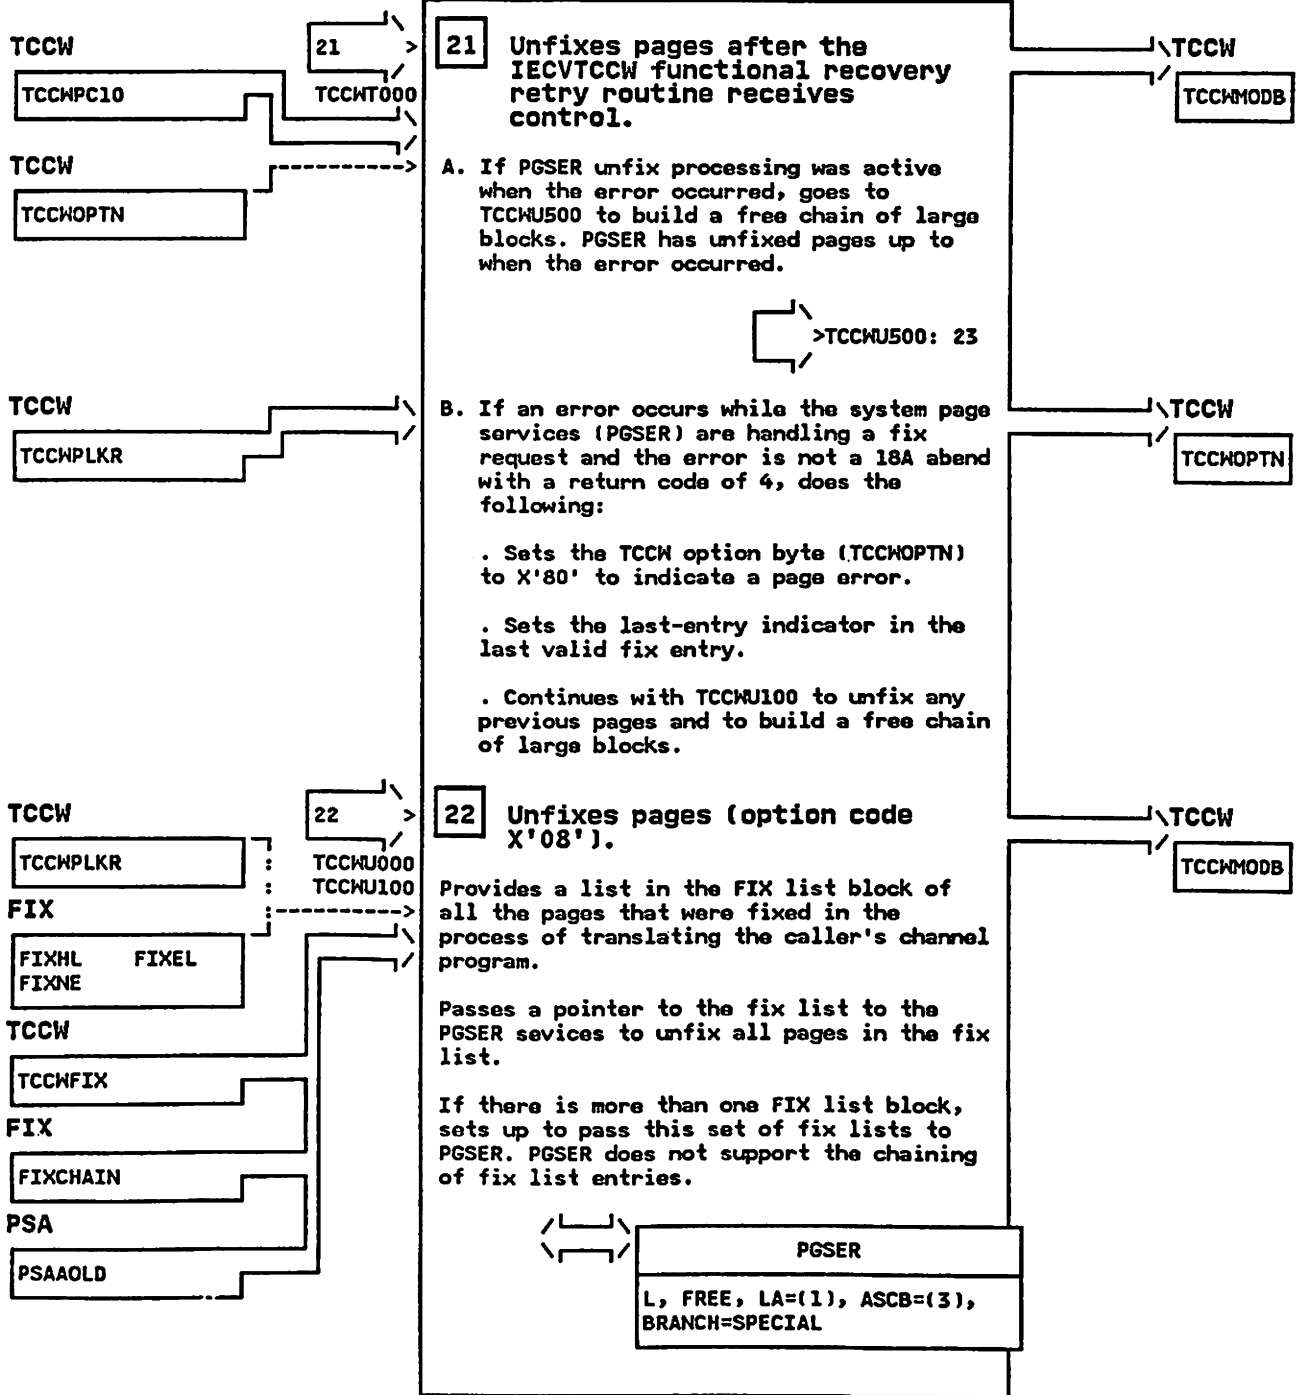 TCCW
TCCWPC10
21
TCCWT000
TCCW
TCCWOPTN
21 Unfixes pages after the
IECVTCCW functional recovery
retry routine receives
control.
A. If PGSER unfix processing was active
when the error occurred, goes to
TCCWU500 to build a free chain of large
blocks. PGSER has unfixed pages up to
when the error occurred.
>TCCWU500: 23
TCCW
TCCWMODB
TCCW
TCCWPLKR
B. If an error occurs while the system page
services (PGSER) are handling a fix
request and the error is not a 18A abend
with a return code of 4, does the
following:
. Sets the TCCW option byte (TCCWOPTN)
to X'80' to indicate a page error.
. Sets the last-entry indicator in the
last valid fix entry.
. Continues with TCCWU100 to unfix any
previous pages and to build a free chain
of large blocks.
TCCW
TCCWOPTN
TCCW
TCCWPLKR
22
TCCWU000
TCCWU100
FIX
FIXHL FIXEL
FIXNE
TCCW
TCCWFIX
FIX
FIXCHAIN
PSA
PSAAOLD
22 Unfixes pages (option code
X'08').
Provides a list in the FIX list block of
all the pages that were fixed in the
process of translating the caller's channel
program.
Passes a pointer to the fix list to the
PGSER sevices to unfix all pages in the fix
list.
If there is more than one FIX list block,
sets up to pass this set of fix lists to
PGSER. PGSER does not support the chaining
of fix list entries.
PGSER
L, FREE, LA=(1), ASCB=(3),
BRANCH=SPECIAL
TCCW
TCCWMODB